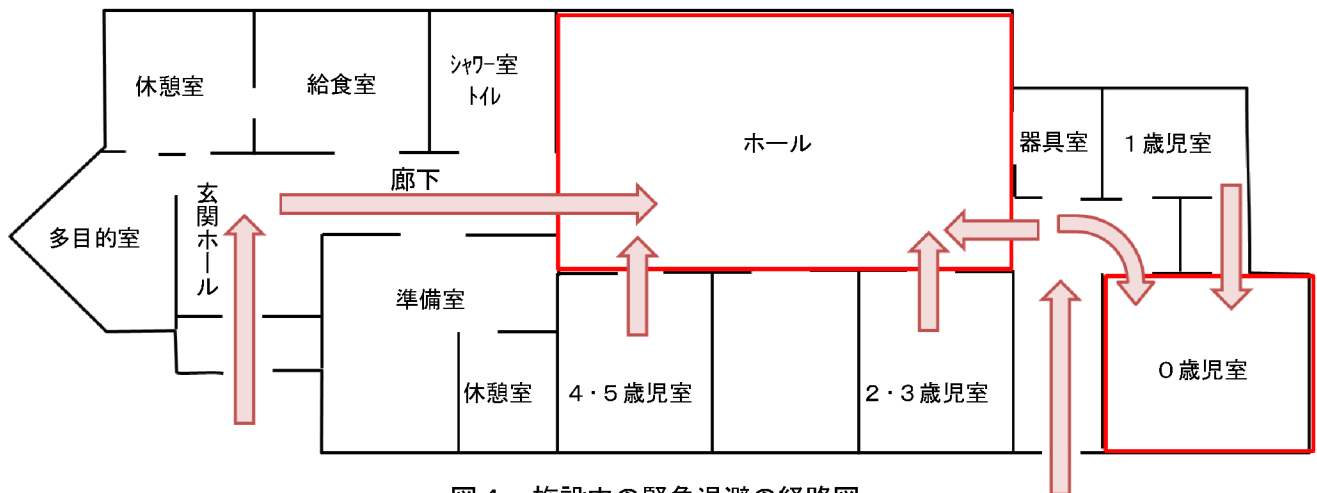 休憩室
給食室
シャワー室
トイレ
ホール
器具室
1歳児室
廊下
玄関ホール
多目的室
準備室
休憩室
4・5歳児室
2・3歳児室
0歳児室